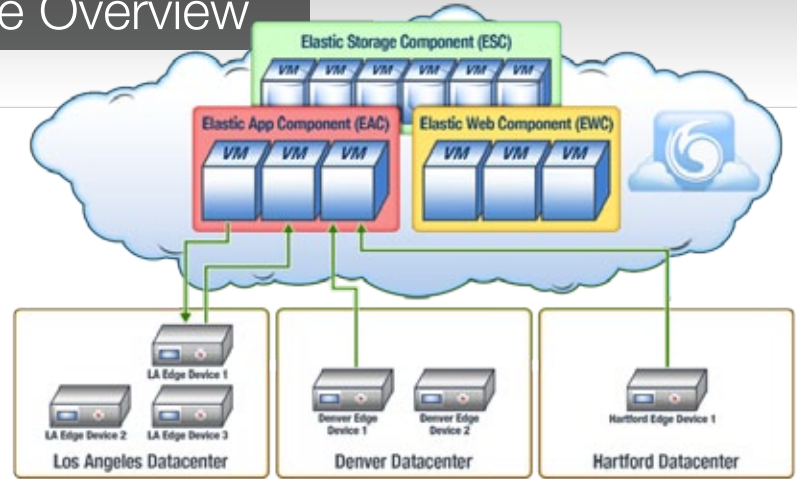 e Overview
Elastic Storage Component (ESC)
VM VM VM VM VM VM
Elastic App Component (EAC)
VM VM VM
Elastic Web Component (EWC)
VM VM VM
LA Edge Device 1
LA Edge Device 2
LA Edge Device 3
Los Angeles Datacenter
Denver Edge
Device 1
Denver Edge
Device 2
Denver Datacenter
Hartford Edge Device 1
Hartford Datacenter